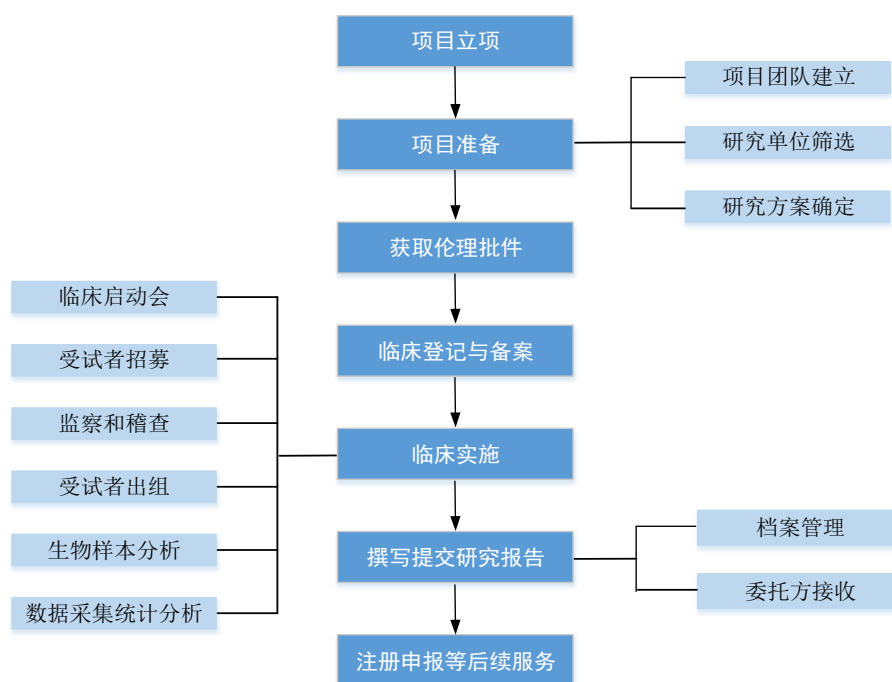 项目立项
项目准备
项目团队建立
研究单位筛选
研究方案确定
获取伦理批件
临床登记与备案
临床实施
临床启动会
受试者招募
监察和稽查
受试者出组
生物样本分析
数据采集统计分析
撰写提交研究报告
档案管理
委托方接收
注册申报等后续服务